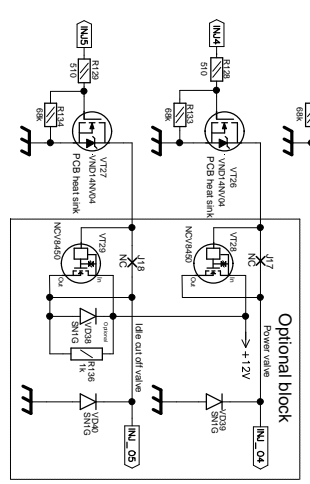 INJ5
R129
510
R134
68k
VT27
VND14NV04
PCB heat sink
INJ4
R128
510
R133
68k
VT26
VND14NV04
PCB heat sink
68k
Optional block
J18
NC
VT29
NCV8450
In
Out
VD38
SN1G
Optional
R136
1k
Idle cut off valve
VD40
SN1G
INJ_O5
J17
NC
VT28
NCV8450
In
Out
+12V
Power valve
VD39
SN1G
INJ_O4